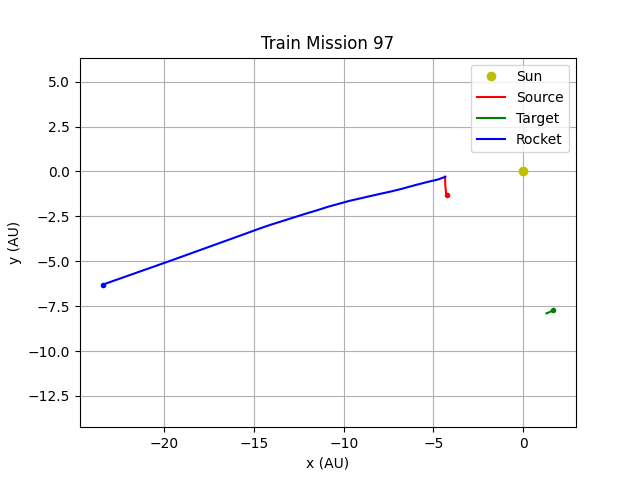 Train Mission 97
Sun
Source
Target
Rocket
5.0
2.5
0.0
−2.5
−5.0
−7.5
−10.0
−12.5
y (AU)
−20
−15
−10
−5
0
x (AU)